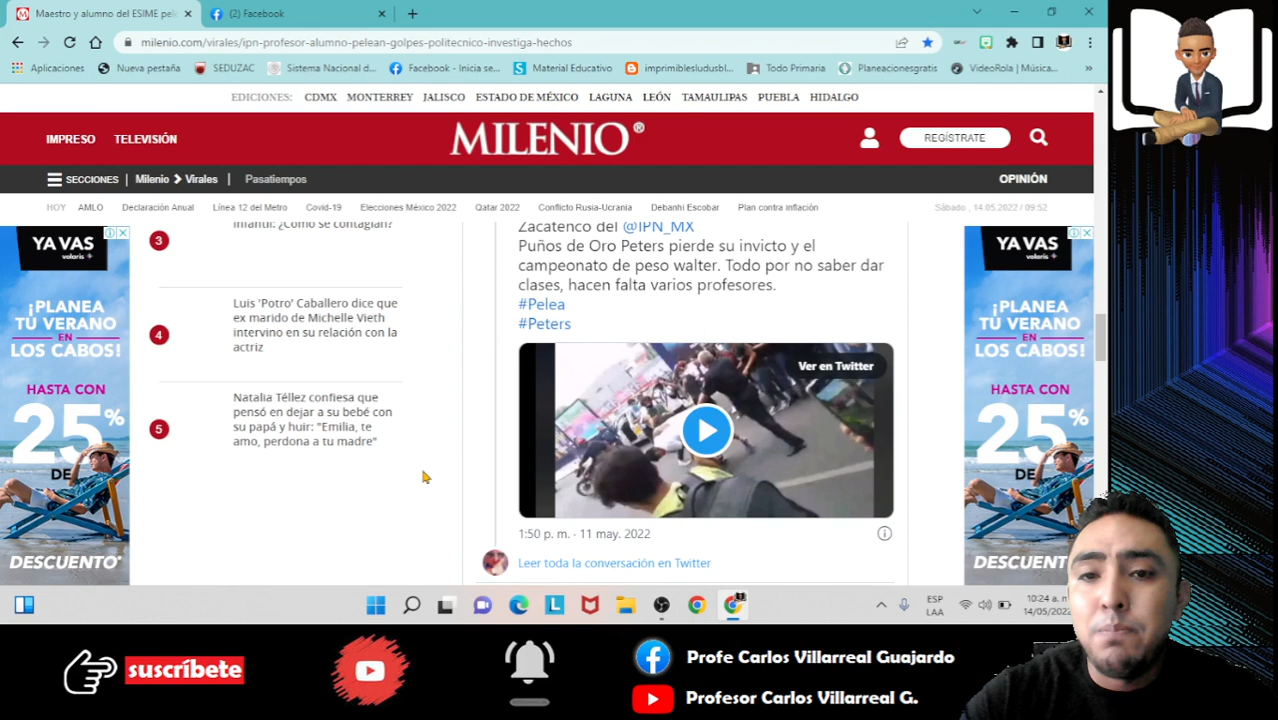 Maestro y alumno del ESIME pel
(2) Facebook
milenio.com/virales/ipn-profesor-alumno-pelean-golpes-politecnico-investiga-hechos
Aplicaciones
Nueva pestaña
SEDUZAC
Sistema Nacional d...
Facebook - Inicia se...
Material Educativo
imprimiblesludusbl...
Todo Primaria
Planeacionesgratis
VideoRola | Música...
»
EDICIONES: CDMX MONTERREY JALISCO ESTADO DE MÉXICO LAGUNA LEÓN TAMAULIPAS PUEBLA HIDALGO
IMPRESO TELEVISIÓN
MILENIO®
REGÍSTRATE
SECCIONES | Milenio > Virales | Pasatiempos
OPINIÓN
HOY AMLO Declaración Anual Línea 12 del Metro Covid-19 Elecciones México 2022 Qatar 2022 Conflicto Rusia-Ucrania Debanhi Escobar Plan contra inflación
Sábado, 14.05.2022 / 09:52
YA VAS
volaris
¡PLANEA
TU VERANO
EN
LOS CABOS!
HASTA CON
25%
DE
DESCUENTO*
3
infantil: ¿Cómo se contagian?
4
Luis 'Potro' Caballero dice que
ex marido de Michelle Vieth
intervino en su relación con la
actriz
5
Natalia Téllez confiesa que
pensó en dejar a su bebé con
su papá y huir: "Emilia, te
amo, perdona a tu madre"
Zacatenco del @IPN_MX
Puños de Oro Peters pierde su invicto y el
campeonato de peso walter. Todo por no saber dar
clases, hacen falta varios profesores.
#Pelea
#Peters
Ver en Twitter
1:50 p. m. · 11 may. 2022
Leer toda la conversación en Twitter
YA VAS
volaris
¡PLANEA
TU VERANO
EN
LOS CABOS!
HASTA CON
25%
DE
DESCUEN
ESP
LAA
10:24 a. 
14/05/202
suscríbete
Profe Carlos Villarreal Guajardo
Profesor Carlos Villarreal G.